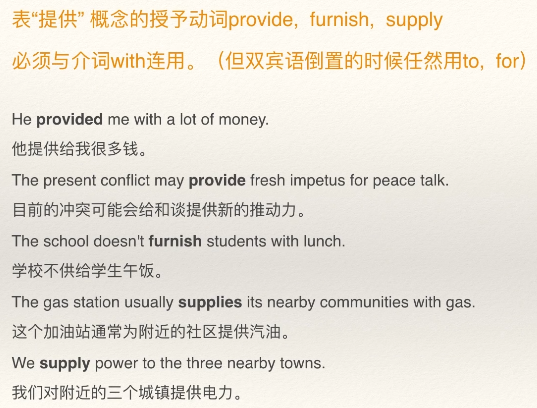 表“提供” 概念的授予动词provide, furnish, supply
必须与介词with连用。（但双宾语倒置的时候任然用to, for）
He provided me with a lot of money.
他提供给我很多钱。
The present conflict may provide fresh impetus for peace talk.
目前的冲突可能会给和谈提供新的推动力。
The school doesn't furnish students with lunch.
学校不供给学生午饭。
The gas station usually supplies its nearby communities with gas.
这个加油站通常为附近的社区提供汽油。
We supply power to the three nearby towns.
我们对附近的三个城镇提供电力。